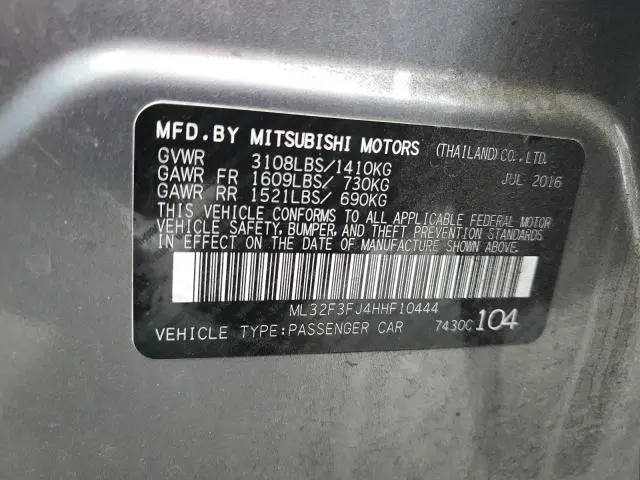 MFD.BY MITSUBISHI MOTORS (THAILAND) CO.,LTD.
GVWR 3108LBS/1410KG JUL 2016
GAWR FR 1609LBS/ 730KG
GAWR RR 1521LBS/ 690KG
THIS VEHICLE CONFORMS TO ALL APPLICABLE FEDERAL MOTOR
VEHICLE SAFETY, BUMPER, AND THEFT PREVENTION STANDARDS
IN EFFECT ON THE DATE OF MANUFACTURE SHOWN ABOVE.
ML32F3FJ4HHF10444
VEHICLE TYPE:PASSENGER CAR 7430C 104